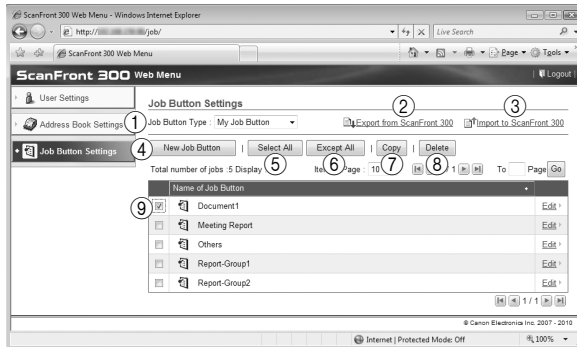 ScanFront 300 Web Menu - Windows Internet Explorer
http:// /job/
Live Search
ScanFront 300 Web Menu
Page
Tools
ScanFront 300 Web Menu
Logout
User Settings
Address Book Settings
Job Button Settings
Job Button Settings
② ③
① Job Button Type : My Job Button Export from ScanFront 300 Import to ScanFront 300
④ New Job Button | Select All Except All | Copy | Delete
⑤ ⑥ ⑦ ⑧
Total number of jobs :5 Display Page : 10 1 To Page Go
Name of Job Button
⑨ Document1 Edit
Meeting Report Edit
Others Edit
Report-Group1 Edit
Report-Group2 Edit
1 / 1
© Canon Electronics Inc. 2007 - 2010
Internet | Protected Mode: Off 100%